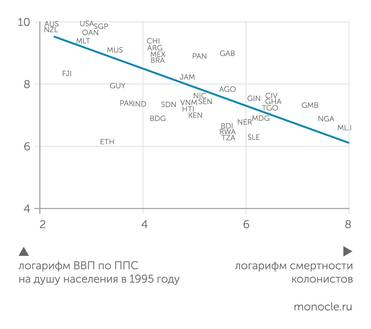 10
AUS
USA
SGP
NZL
OAN
MLT
CHI
ARG
MUS
MEX
PAN
GAB
BRA
8
FJI
JAM
GUY
AGO
NIC
CIV
PAK
IND
SDN
VNM
SEN
GIN
GHA
GMB
HTI
TGO
KEN
BDG
MDG
NGA
NER
BDI
RWA
ML.I
6
ETH
TZA
SLE
4
2
4
6
8
логарифм ВВП по ППС
на душу населения в 1995 году
логарифм смертности
колонистов
monocle.ru